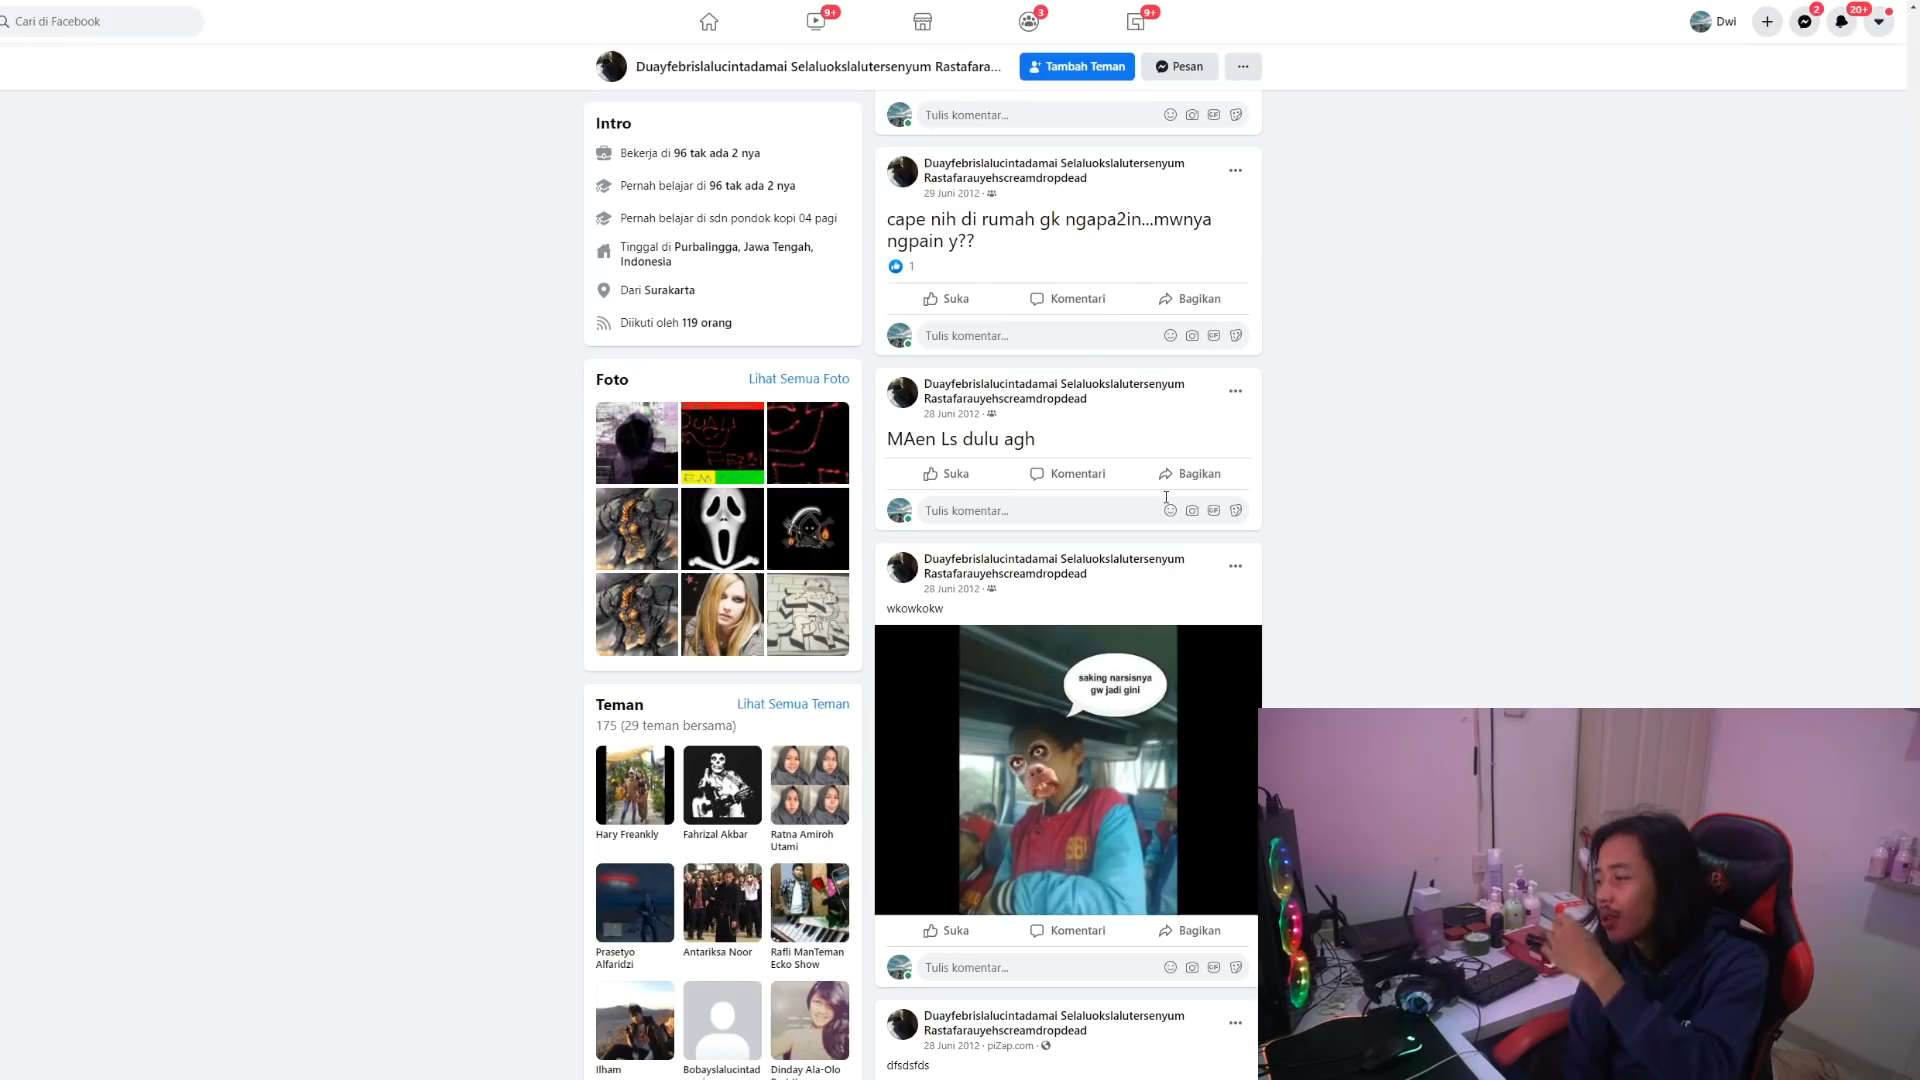 Cari di Facebook
9+
3
9+
Dwi
2
20+
Duayfebrislalucintadamai Selaluokslalutersenyum Rastafara...
Tambah Teman
Pesan
Intro
Bekerja di 96 tak ada 2 nya
Pernah belajar di 96 tak ada 2 nya
Pernah belajar di sdn pondok kopi 04 pagi
Tinggal di Purbalingga, Jawa Tengah,
Indonesia
Dari Surakarta
Diikuti oleh 119 orang
Foto
Lihat Semua Foto
Teman
Lihat Semua Teman
175 (29 teman bersama)
Hary Freankly
Fahrizal Akbar
Ratna Amiroh
Utami
Prasetyo
Alfaridzi
Antariksa Noor
Rafli ManTeman
Ecko Show
Ilham
Bobayslalucintad
Dinday Ala-Olo
Tulis komentar...
Duayfebrislalucintadamai Selaluokslalutersenyum
Rastafarauyehscreamdropdead
29 Juni 2012
cape nih di rumah gk ngapa2in...mwnya
ngpain y??
1
Suka
Komentari
Bagikan
Tulis komentar...
Duayfebrislalucintadamai Selaluokslalutersenyum
Rastafarauyehscreamdropdead
28 Juni 2012
MAen Ls dulu agh
Suka
Komentari
Bagikan
Tulis komentar...
Duayfebrislalucintadamai Selaluokslalutersenyum
Rastafarauyehscreamdropdead
28 Juni 2012
wkowkokw
saking narsisnya
gw jadi gini
Suka
Komentari
Bagikan
Tulis komentar...
Duayfebrislalucintadamai Selaluokslalutersenyum
Rastafarauyehscreamdropdead
28 Juni 2012 · piZap.com
dfsdsfds